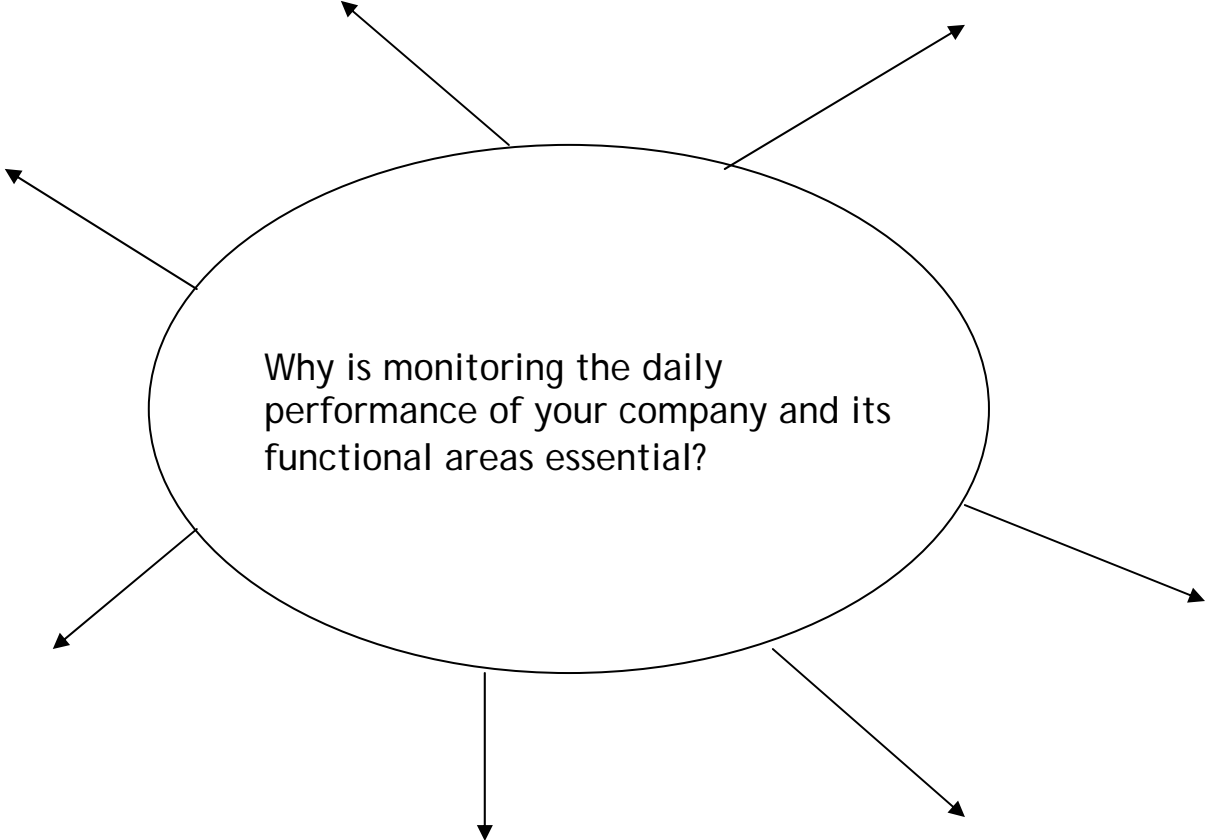 Why is monitoring the daily
performance of your company and its
functional areas essential?